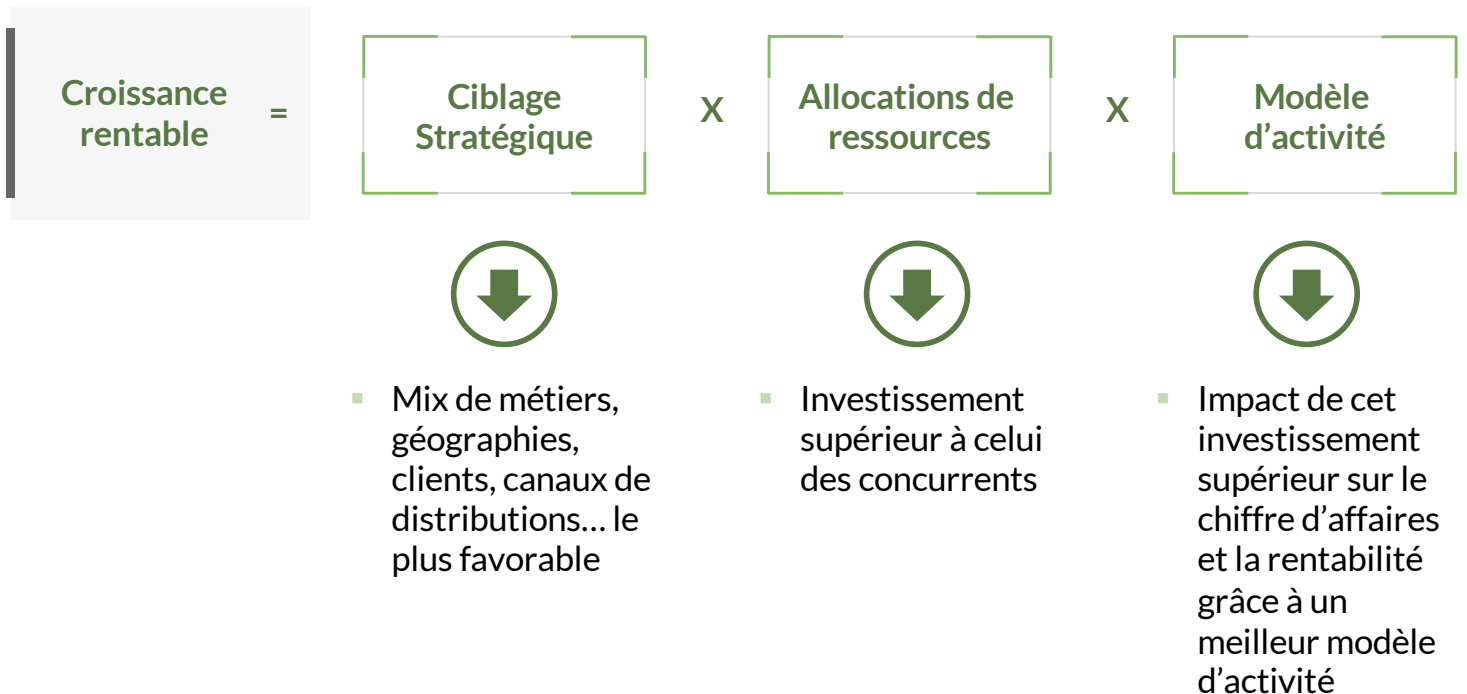 Croissance
rentable
=
Ciblage
Stratégique
X
Allocations de
ressources
X
Modèle
d’activité
▪ Mix de métiers,
géographies,
clients, canaux de
distributions… le
plus favorable
▪ Investissement
supérieur à celui
des concurrents
▪ Impact de cet
investissement
supérieur sur le
chiffre d’affaires
et la rentabilité
grâce à un
meilleur modèle
d’activité